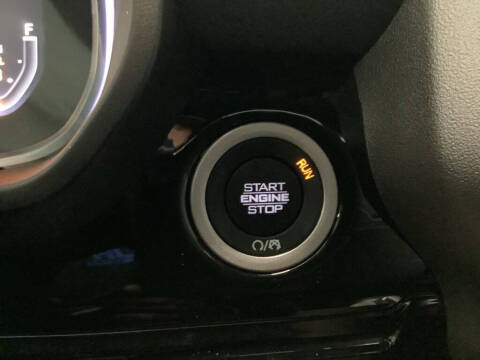 F
RUN
START
ENGINE
STOP